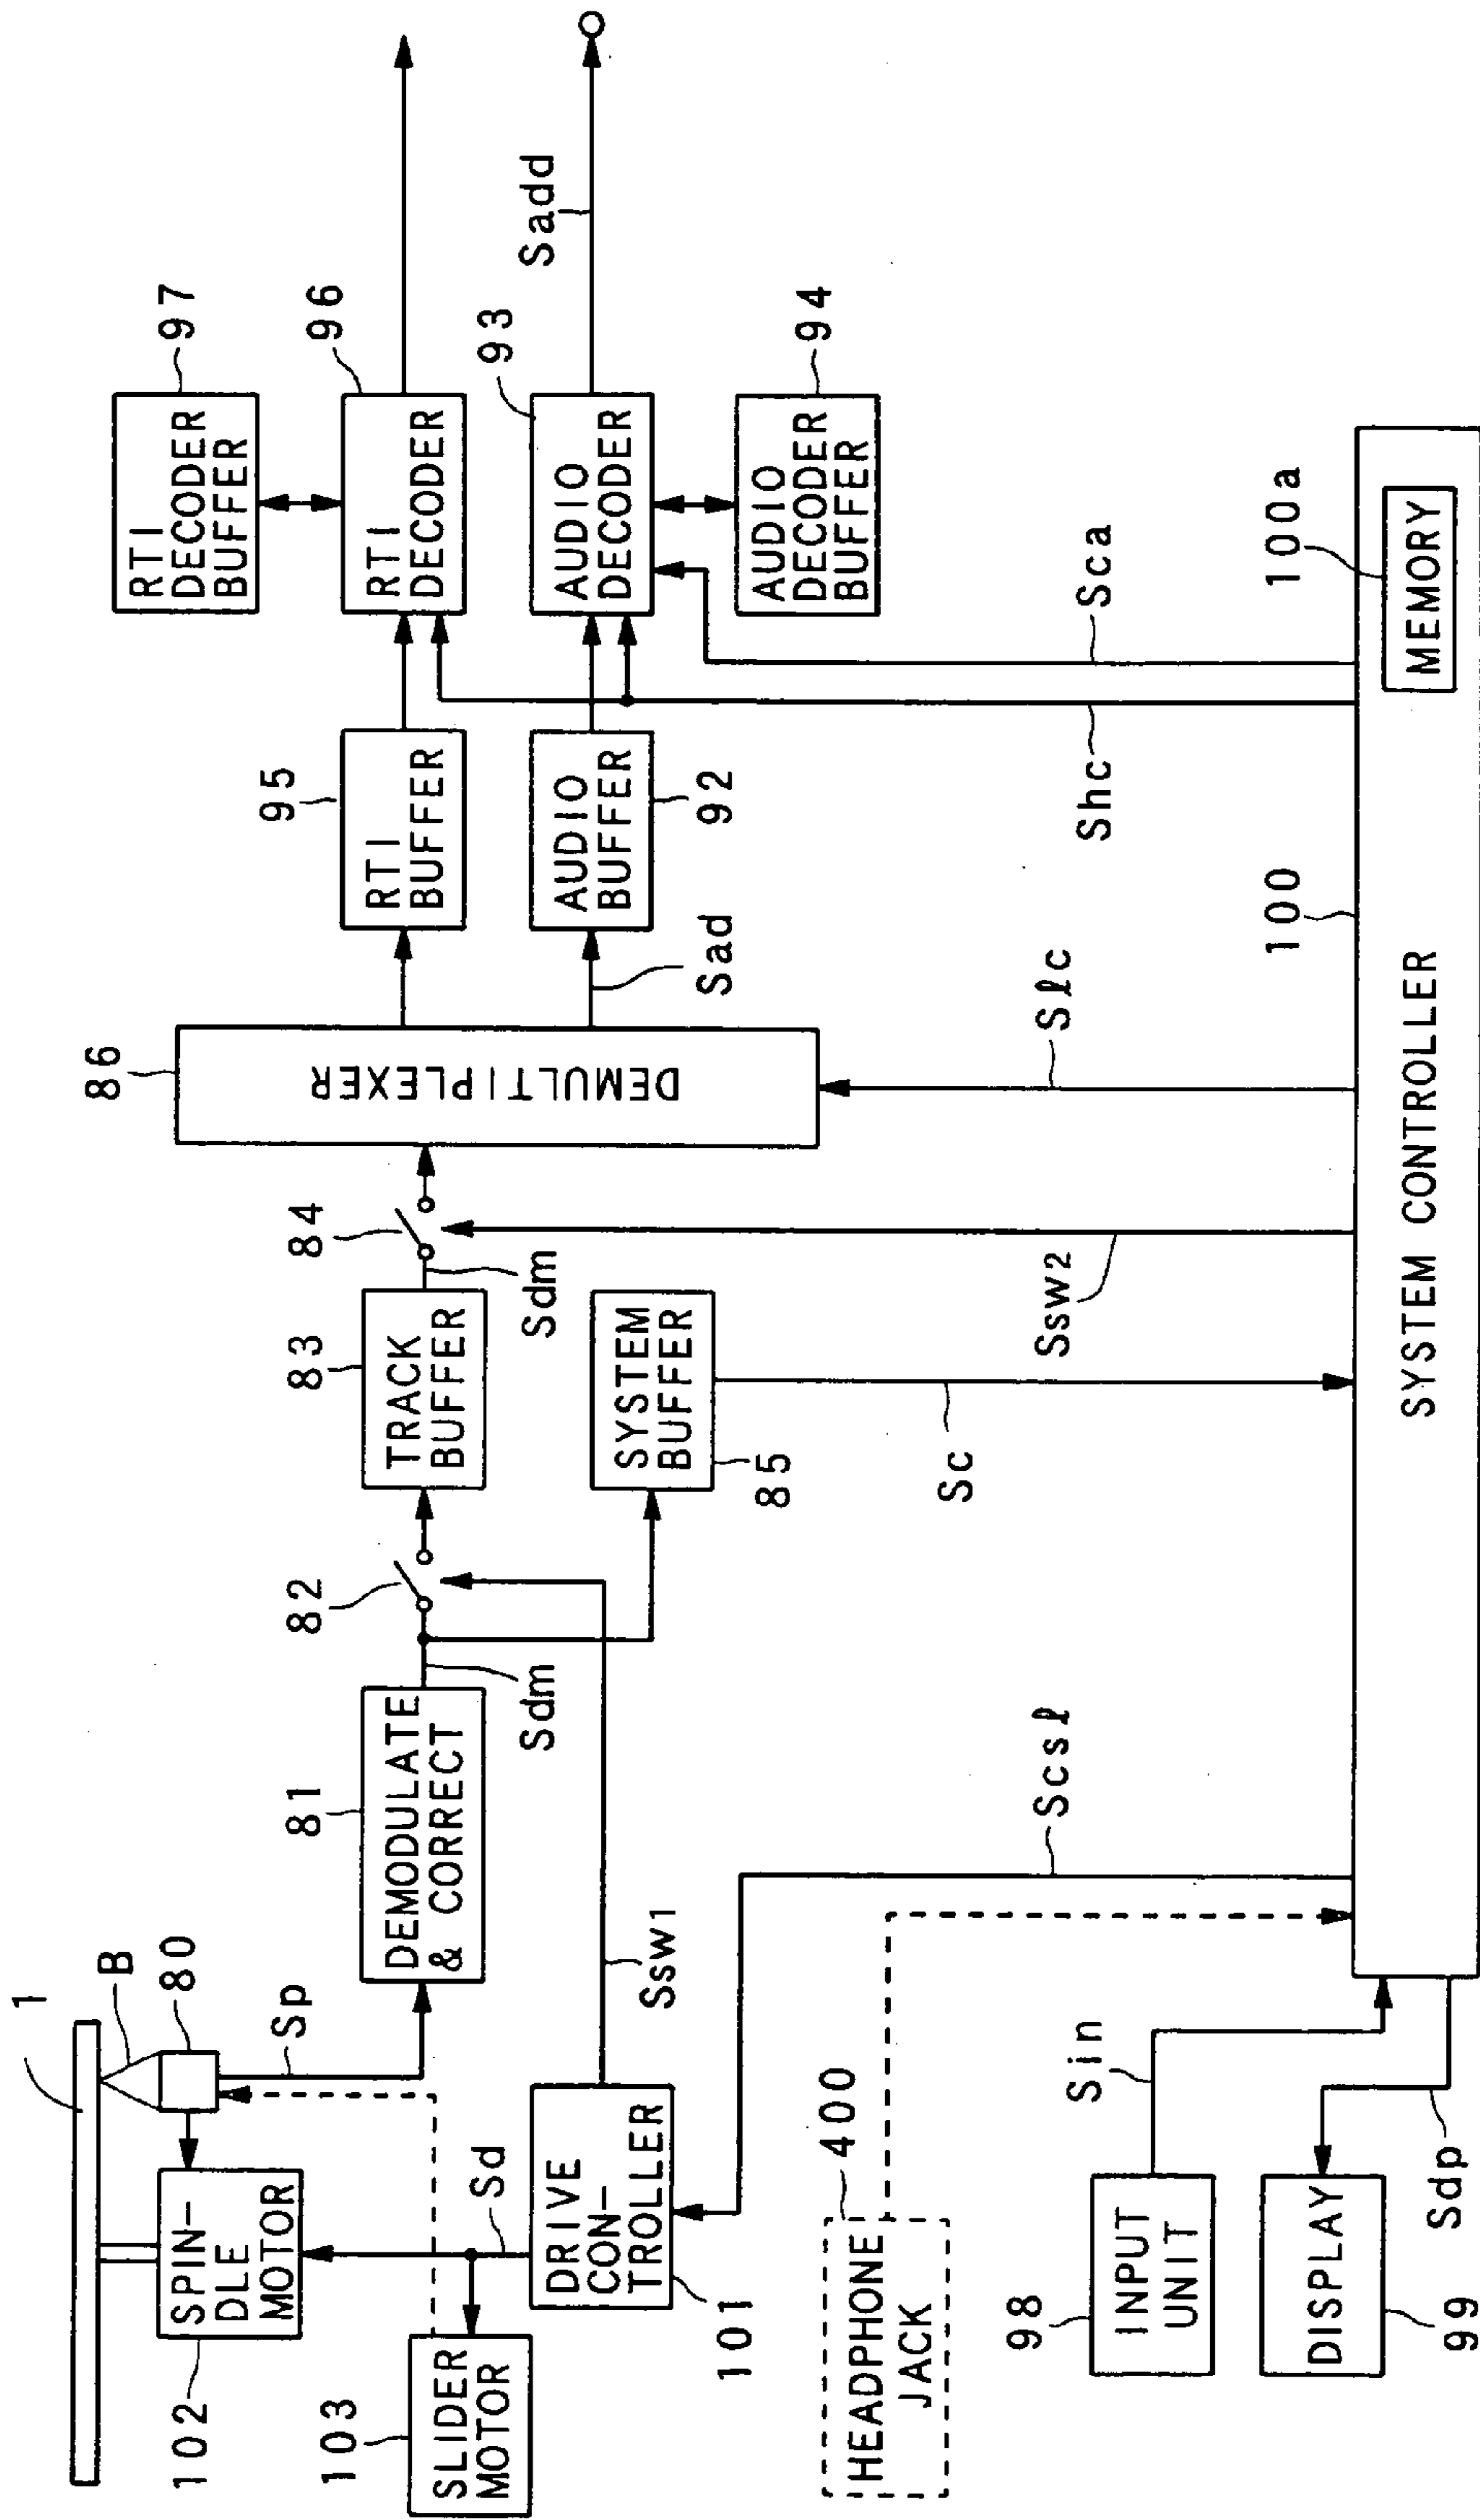 1
B
80
Sp
SPIN-
DLE
MOTOR
102
SLIDER
MOTOR
103
Sd
DRIVE
CON-
TROLLER
101
Ssw1
DEMODULATE
& CORRECT
81
Sdm
82
TRACK
BUFFER
83
Sdm
84
SYSTEM
BUFFER
85
Sc
Ssw2
DEMULTIPLEXER
86
Sℓc
Sad
RTI
BUFFER
95
AUDIO
BUFFER
92
RTI
DECODER
BUFFER
97
RTI
DECODER
96
AUDIO
DECODER
93
Sadd
AUDIO
DECODER
BUFFER
94
Sca
Shc
HEADPHONE
JACK
400
Scsℓ
INPUT
UNIT
98
Sin
DISPLAY
99
Sdp
SYSTEM CONTROLLER
100
MEMORY
100a